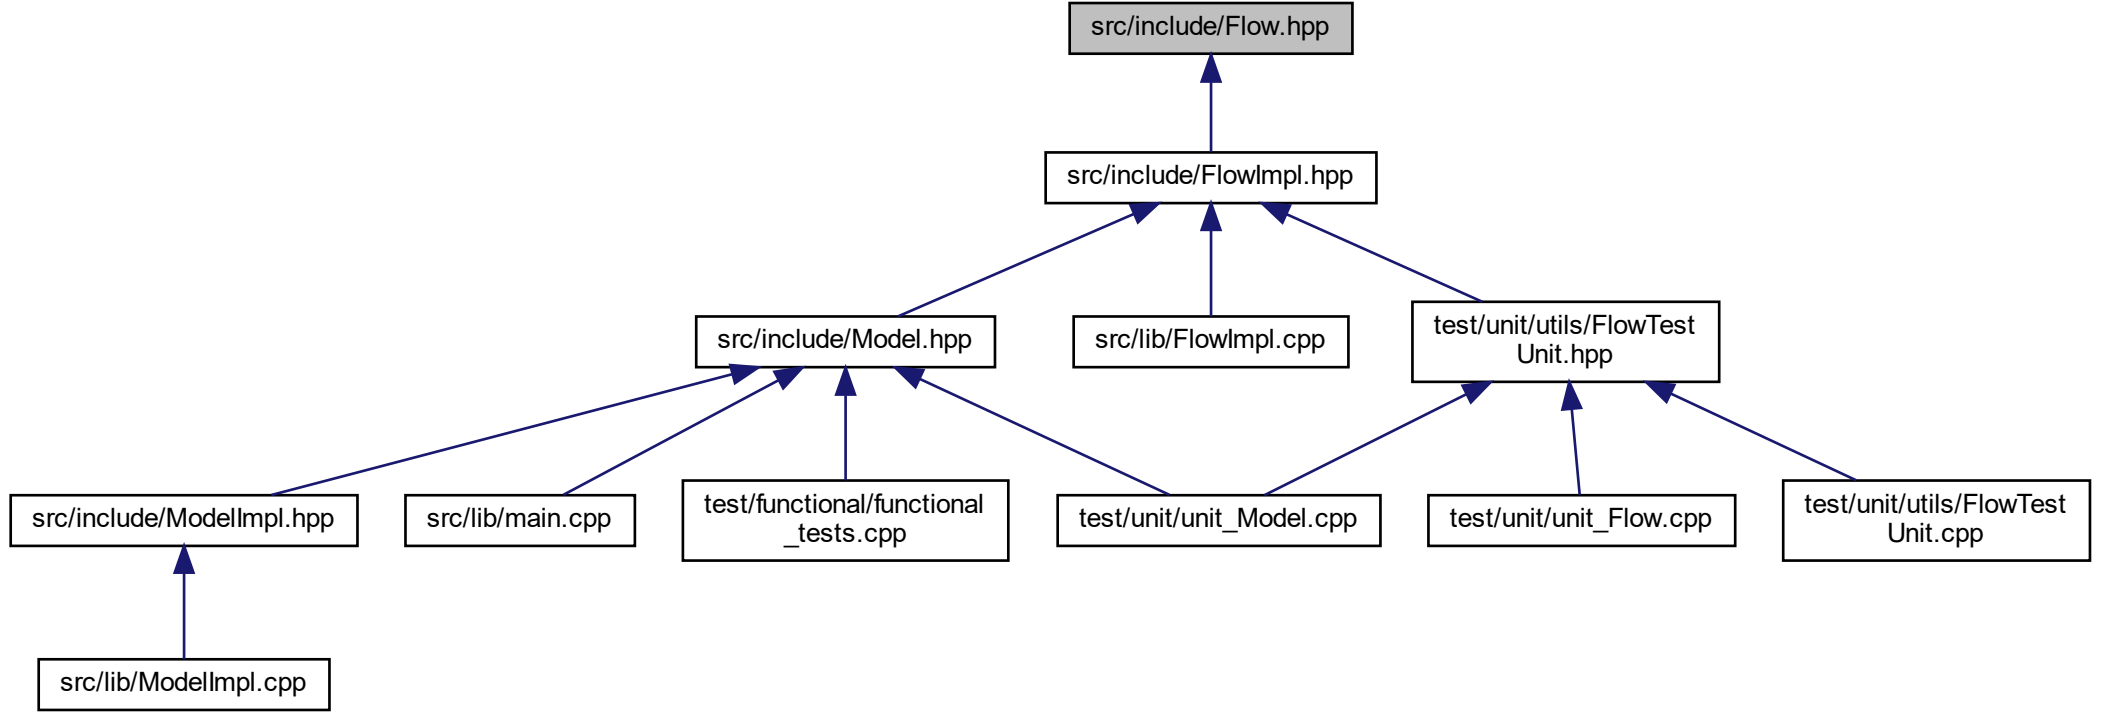 src/include/Flow.hpp
src/include/FlowImpl.hpp
src/include/Model.hpp
src/lib/FlowImpl.cpp
test/unit/utils/FlowTest
Unit.hpp
src/include/ModelImpl.hpp
src/lib/main.cpp
test/functional/functional
_tests.cpp
test/unit/unit_Model.cpp
test/unit/unit_Flow.cpp
test/unit/utils/FlowTest
Unit.cpp
src/lib/ModelImpl.cpp